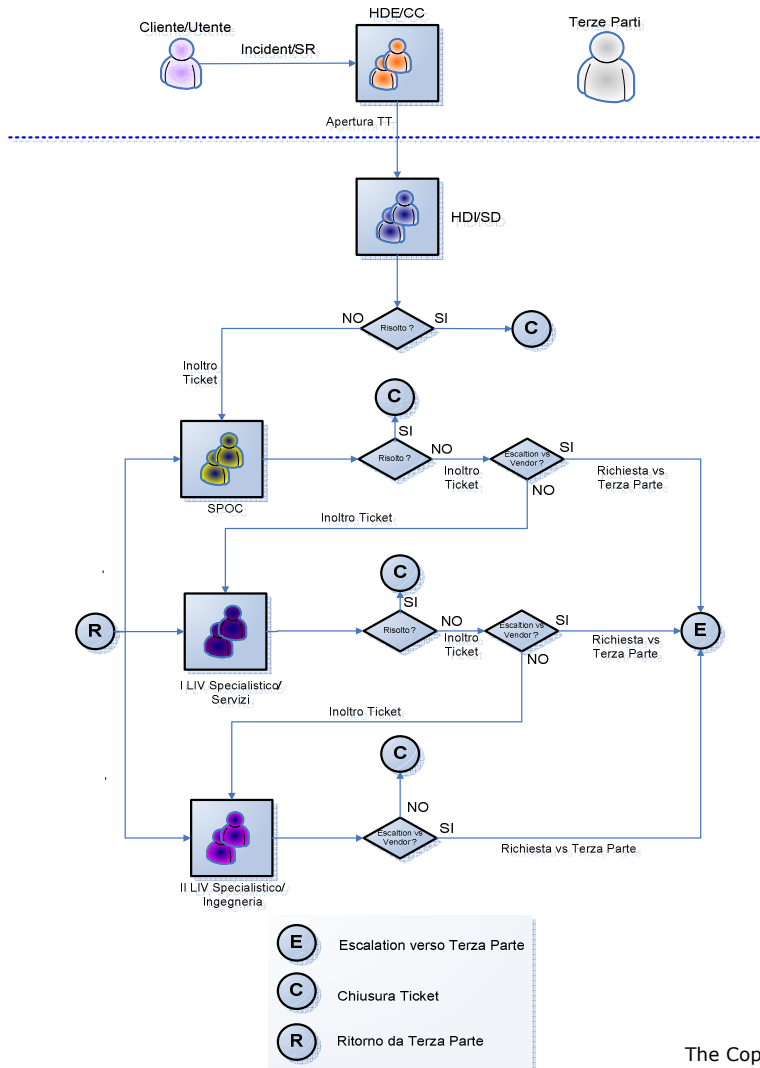 HDE/CC
Cliente/Utente
Terze Parti
Incident/SR
Apertura TT
HDI/SD
NO
Risolto ?
SI
C
Inoltro
Ticket
C
SI
Risolto ?
NO
Inoltro
Ticket
Escaltion vs
Vendor ?
SI
Richiesta vs
Terza Parte
NO
SPOC
Inoltro Ticket
C
SI
R
Risolto ?
NO
Inoltro
Ticket
Escaltion vs
Vendor ?
SI
Richiesta vs
Terza Parte
E
NO
I LIV Specialistico/
Servizi
Inoltro Ticket
C
NO
Escaltion vs
Vendor ?
SI
Richiesta vs Terza Parte
II LIV Specialistico/
Ingegneria
E
Escalation verso Terza Parte
C
Chiusura Ticket
R
Ritorno da Terza Parte
The Cop